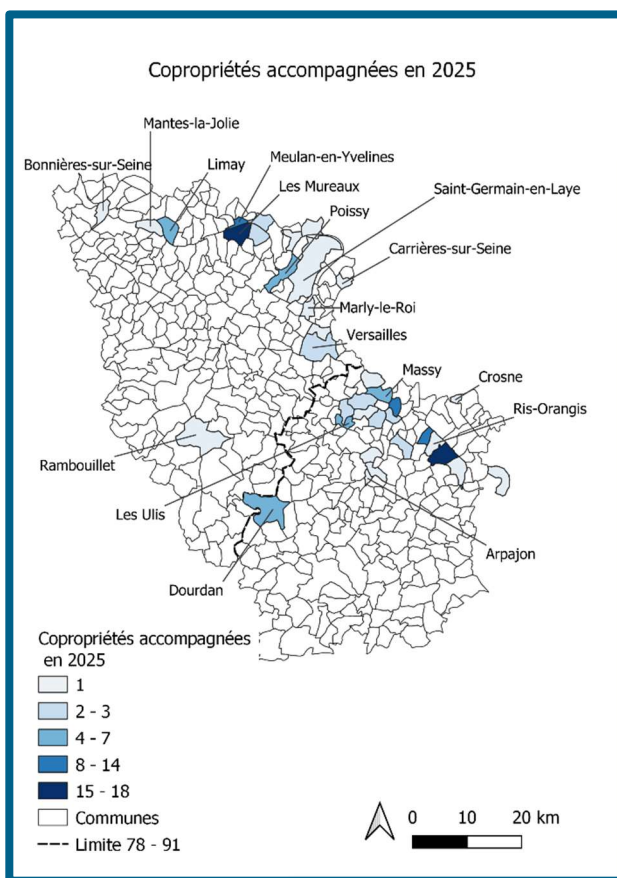 Copropriétés accompagnées en 2025
Mantes-la-Jolie
Bonnières-sur-Seine
Limay
Meulan-en-Yvelines
Les Mureaux
Saint-Germain-en-Laye
Poissy
Carrières-sur-Seine
Marly-le-Roi
Versailles
Massy
Crosne
Ris-Orangis
Rambouillet
Les Ulis
Arpajon
Dourdan
Copropriétés accompagnées
en 2025
1
2 - 3
4 - 7
8 - 14
15 - 18
Communes
Limite 78 - 91
0 10 20 km